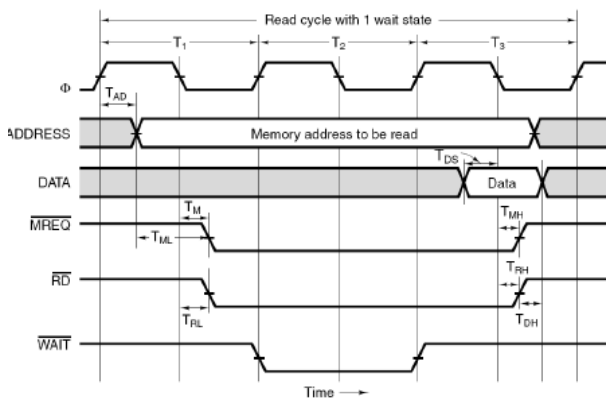 Read cycle with 1 wait state
T1 T2 T3
Φ
TAD
ADDRESS Memory address to be read
TDS
DATA Data
MREQ TM TMH
TML
RD TRH
TRL TDH
WAIT
Time